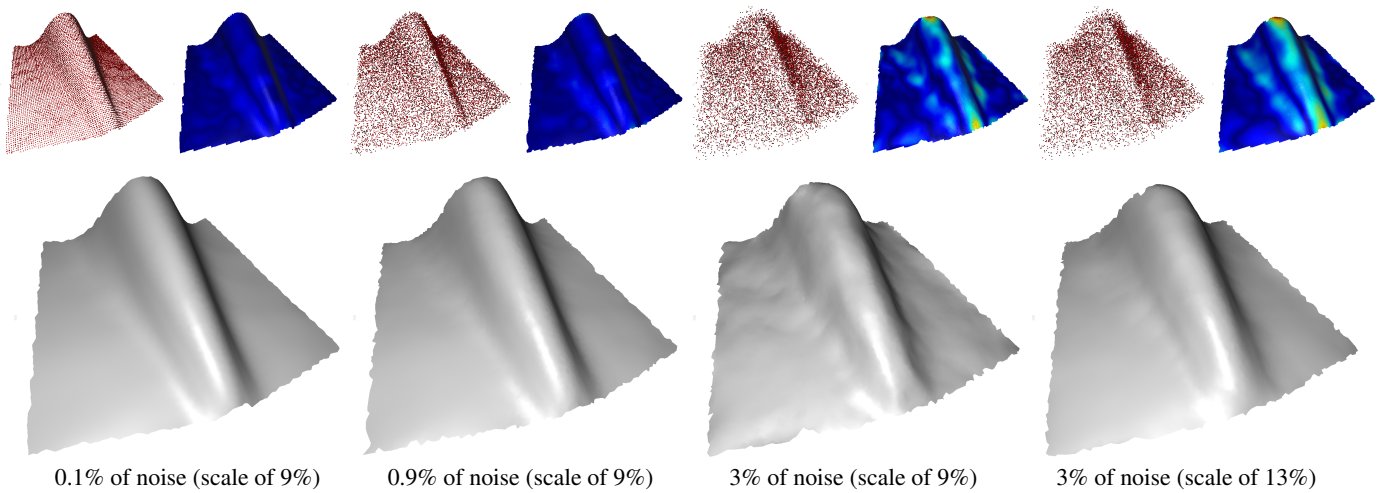 0.1% of noise (scale of 9%)
0.9% of noise (scale of 9%)
3% of noise (scale of 9%)
3% of noise (scale of 13%)